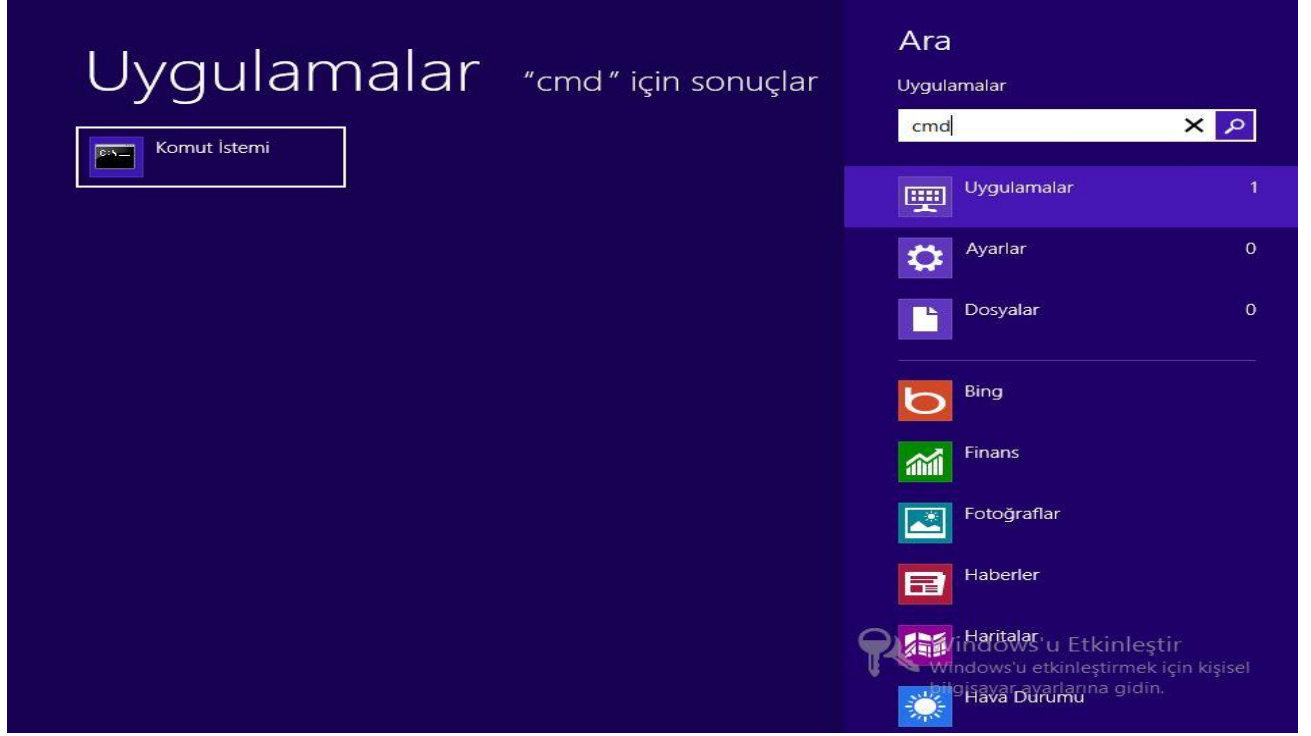 Uygulamalar "cmd" için sonuçlar
Komut İstemi
C:\_
Ara
Uygulamalar
cmd
Uygulamalar 1
Ayarlar 0
Dosyalar 0
Bing
Finans
Fotoğraflar
Haberler
Haritalar
Windows'u Etkinleştir
Windows'u etkinleştirmek için kişisel
bilgisayar ayarlarına gidin.
Hava Durumu